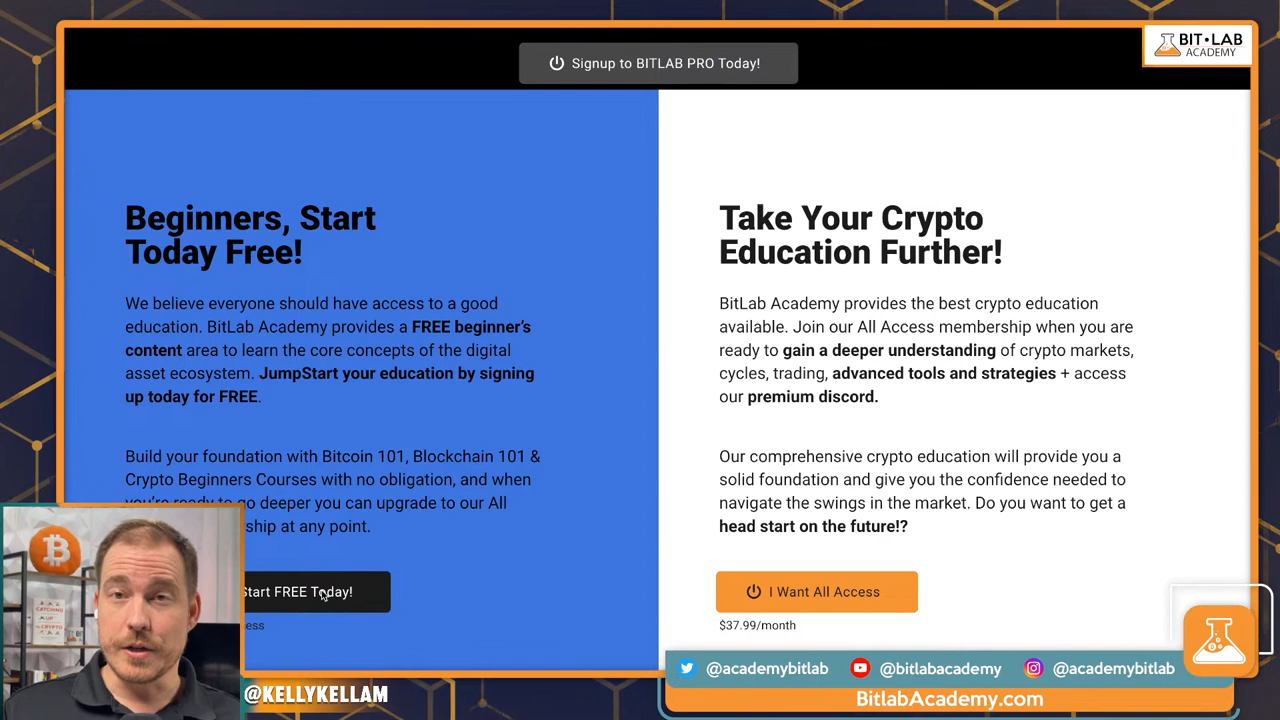 Signup to BITLAB PRO Today!
BIT•LAB
ACADEMY
Beginners, Start
Today Free!
We believe everyone should have access to a good
education. BitLab Academy provides a FREE beginner's
content area to learn the core concepts of the digital
asset ecosystem. JumpStart your education by signing
up today for FREE.
Build your foundation with Bitcoin 101, Blockchain 101 &
Crypto Beginners Courses with no obligation, and when
you're ready to go deeper you can upgrade to our All
ship at any point.
Start FREE Today!
ess
Take Your Crypto
Education Further!
BitLab Academy provides the best crypto education
available. Join our All Access membership when you are
ready to gain a deeper understanding of crypto markets,
cycles, trading, advanced tools and strategies + access
our premium discord.
Our comprehensive crypto education will provide you a
solid foundation and give you the confidence needed to
navigate the swings in the market. Do you want to get a
head start on the future!?
I Want All Access
$37.99/month
CATCHING
UP
CRYPTO
@KELLYKELLAM
@academybitlab
@bitlabacademy
@academybitlab
BitlabAcademy.com